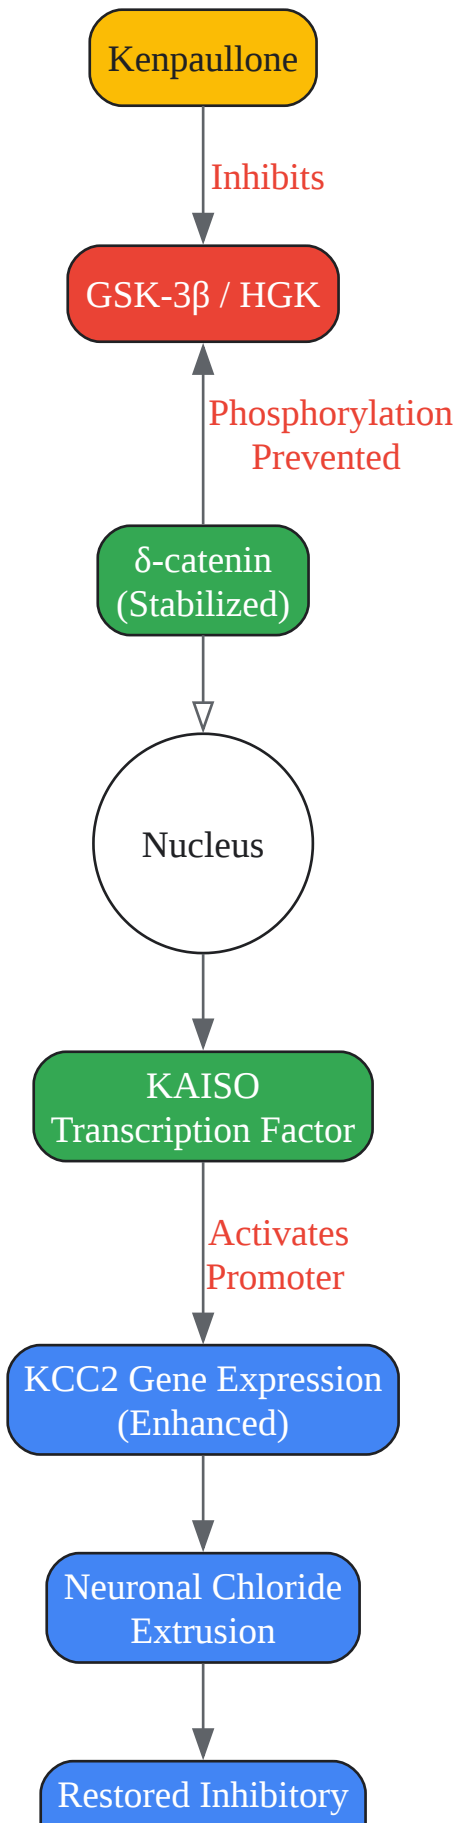 Kenpaullone
Inhibits
GSK-3β / HGK
Phosphorylation
Prevented
δ-catenin
(Stabilized)
Nucleus
KAISO
Transcription Factor
Activates
Promoter
KCC2 Gene Expression
(Enhanced)
Neuronal Chloride
Extrusion
Restored Inhibitory